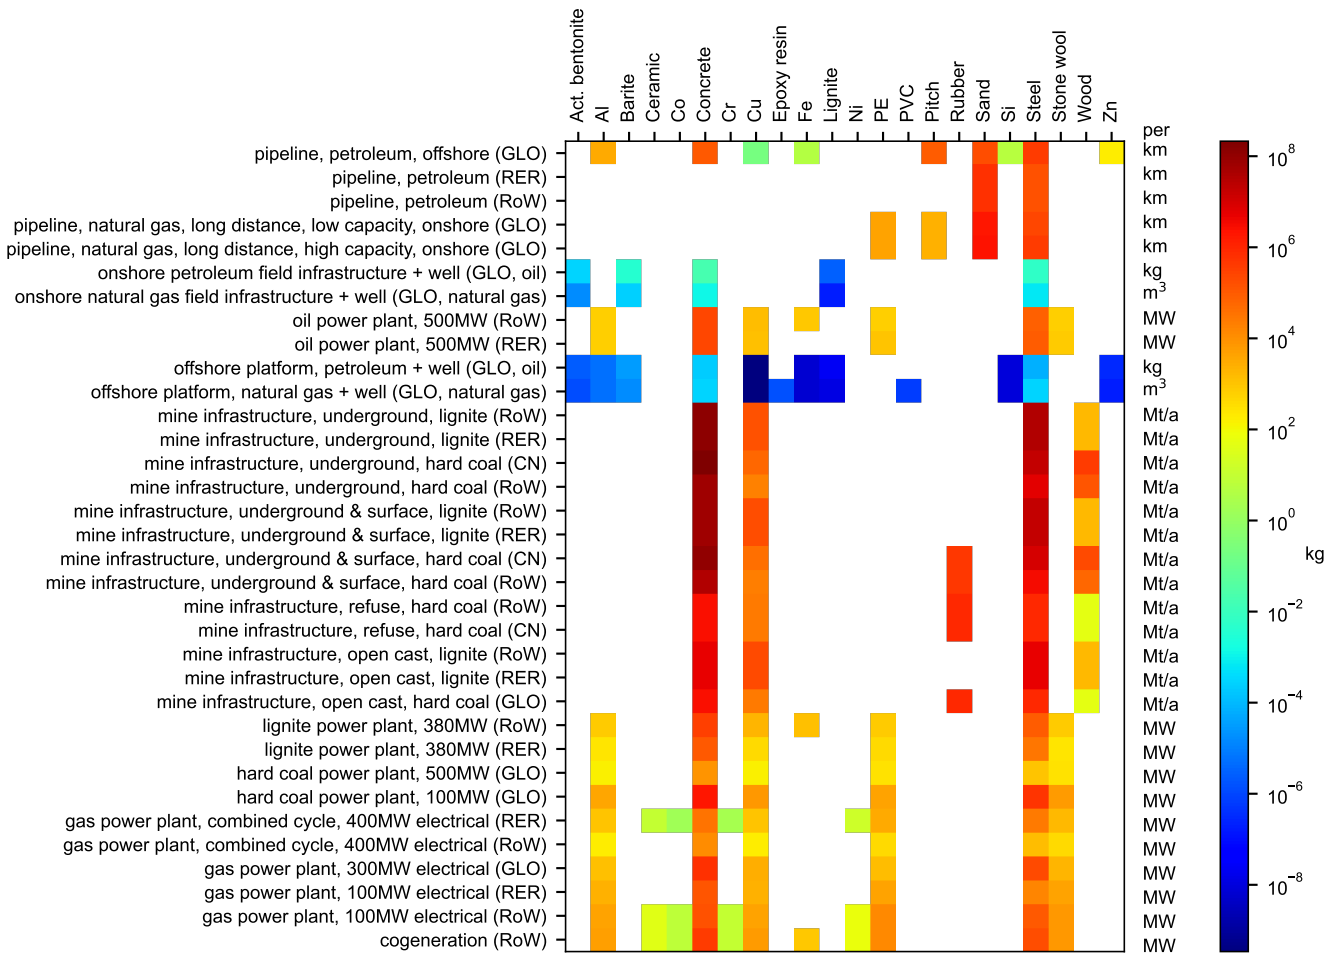 Act. bentonite
Al
Barite
Ceramic
Co
Concrete
Cr
Cu
Epoxy resin
Fe
Lignite
Ni
PE
PVC
Pitch
Rubber
Sand
Si
Steel
Stone wool
Wood
Zn
per
pipeline, petroleum, offshore (GLO) km
pipeline, petroleum (RER) km
pipeline, petroleum (RoW) km
pipeline, natural gas, long distance, low capacity, onshore (GLO) km
pipeline, natural gas, long distance, high capacity, onshore (GLO) km
onshore petroleum field infrastructure + well (GLO, oil) kg
onshore natural gas field infrastructure + well (GLO, natural gas) m³
oil power plant, 500MW (RoW) MW
oil power plant, 500MW (RER) MW
offshore platform, petroleum + well (GLO, oil) kg
offshore platform, natural gas + well (GLO, natural gas) m³
mine infrastructure, underground, lignite (RoW) Mt/a
mine infrastructure, underground, lignite (RER) Mt/a
mine infrastructure, underground, hard coal (CN) Mt/a
mine infrastructure, underground, hard coal (RoW) Mt/a
mine infrastructure, underground & surface, lignite (RoW) Mt/a
mine infrastructure, underground & surface, lignite (RER) Mt/a
mine infrastructure, underground & surface, hard coal (CN) Mt/a
mine infrastructure, underground & surface, hard coal (RoW) Mt/a
mine infrastructure, refuse, hard coal (RoW) Mt/a
mine infrastructure, refuse, hard coal (CN) Mt/a
mine infrastructure, open cast, lignite (RoW) Mt/a
mine infrastructure, open cast, lignite (RER) Mt/a
mine infrastructure, open cast, hard coal (GLO) Mt/a
lignite power plant, 380MW (RoW) MW
lignite power plant, 380MW (RER) MW
hard coal power plant, 500MW (GLO) MW
hard coal power plant, 100MW (GLO) MW
gas power plant, combined cycle, 400MW electrical (RER) MW
gas power plant, combined cycle, 400MW electrical (RoW) MW
gas power plant, 300MW electrical (GLO) MW
gas power plant, 100MW electrical (RER) MW
gas power plant, 100MW electrical (RoW) MW
cogeneration (RoW) MW
10⁸
10⁶
10⁴
10²
10⁰
10⁻²
10⁻⁴
10⁻⁶
10⁻⁸
kg